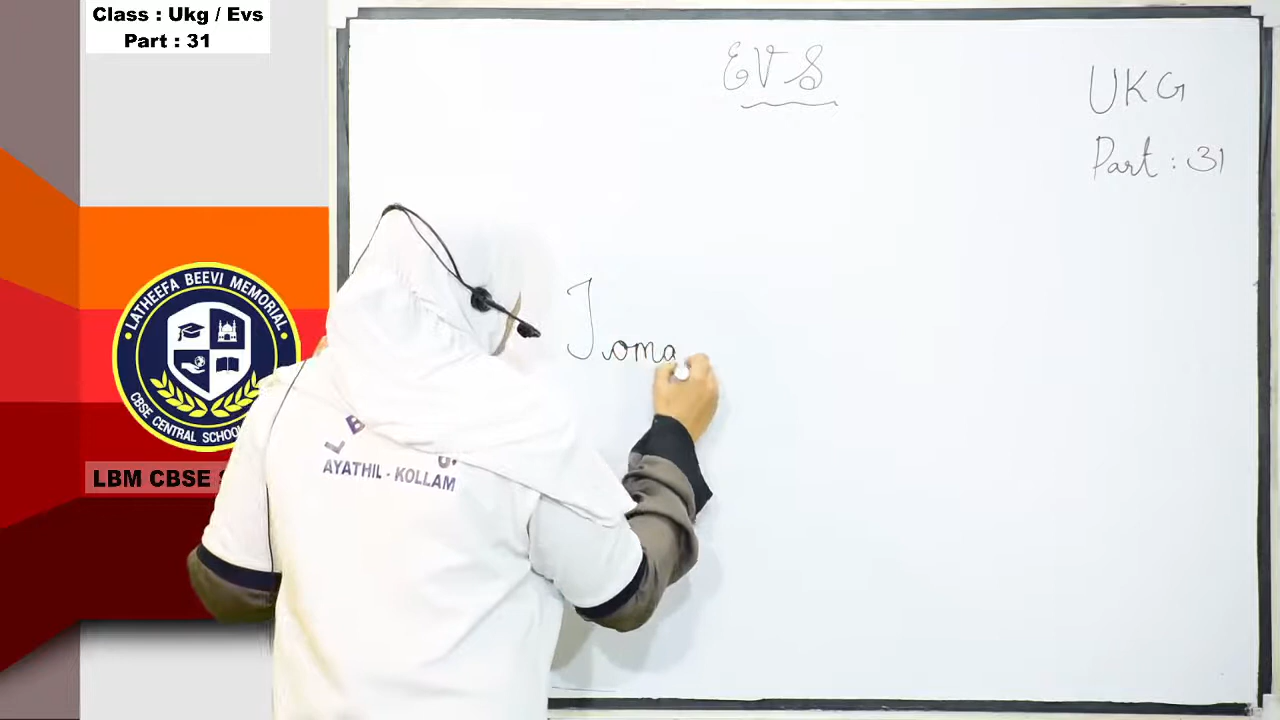 Class : Ukg / Evs
Part : 31
EVS
UKG
Part : 31
Toma
LATHEEFA BEEVI MEMORIAL
CBSE CENTRAL SCHOOL
LBM CBSE
L B
AYATHIL - KOLLAM